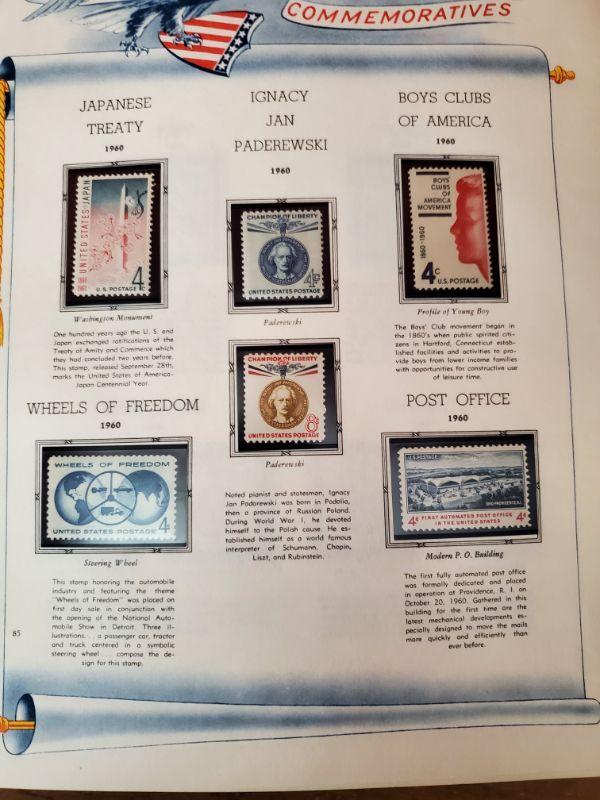 COMMEMORATIVES
JAPANESE
TREATY
1960
UNITED STATES JAPAN
4c
U.S. POSTAGE
Washington Monument
One hundred years ago the U. S. and
Japan exchanged ratifications of the
Treaty of Amity and Commerce which
they had concluded two years before.
This stamp, released September 28th,
marks the United States of America-
Japan Centennial Year.
IGNACY
JAN
PADEREWSKI
1960
CHAMPION OF LIBERTY
4c
UNITED STATES POSTAGE
Paderewski
CHAMPION OF LIBERTY
8c
UNITED STATES POSTAGE
Paderewski
Noted pianist and statesman, Ignacy
Jan Paderewski was born in Podolia,
then a province of Russian Poland.
During World War I, he devoted
himself to the Polish cause. He es-
tablished himself as a world famous
interpreter of Schumann, Chopin,
Liszt, and Rubinstein.
BOYS CLUBS
OF AMERICA
1960
BOYS'
CLUBS
OF
AMERICA
MOVEMENT
1860-1960
4c
U.S. POSTAGE
Profile of Young Boy
The Boys' Club movement began in
the 1860's when public spirited citi-
zens in Hartford, Connecticut estab-
lished facilities and activities to pro-
vide boys from lower income families
with opportunities for constructive use
of leisure time.
WHEELS OF FREEDOM
1960
WHEELS OF FREEDOM
UNITED STATES POSTAGE 4c
Steering Wheel
This stamp honoring the automobile
industry and featuring the theme
"Wheels of Freedom" was placed on
first day sale in conjunction with
the opening of the National Auto-
mobile Show in Detroit. Three il-
lustrations... a passenger car, tractor
and truck centered in a symbolic
steering wheel... compose the de-
sign for this stamp.
POST OFFICE
1960
U.S. POSTAGE
PROVIDENCE, R.I.
4¢ FIRST AUTOMATED POST OFFICE 4¢
IN THE UNITED STATES
Modern P. O. Building
The first fully automated post office
was formally dedicated and placed
in operation at Providence, R. I. on
October 20, 1960. Gathered in this
building for the first time are the
latest mechanical developments es-
pecially designed to move the mails
more quickly and efficiently than
ever before.
85